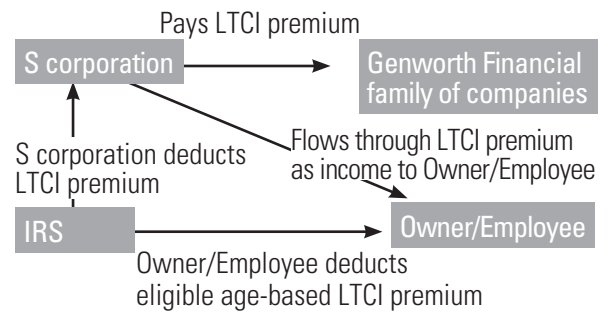 Pays LTCI premium
S corporation
Genworth Financial
family of companies
Flows through LTCI premium
as income to Owner/Employee
S corporation deducts
LTCI premium
IRS
Owner/Employee
Owner/Employee deducts
eligible age-based LTCI premium